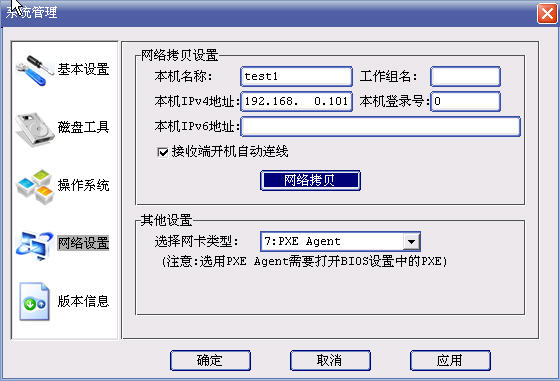 系统管理
基本设置
磁盘工具
操作系统
网络设置
版本信息
网络拷贝设置
本机名称: test1 工作组名:
本机IPv4地址: 192.168. 0.101 本机登录号: 0
本机IPv6地址:
接收端开机自动连线
网络拷贝
其他设置
选择网卡类型: 7:PXE Agent
(注意:选用PXE Agent需要打开BIOS设置中的PXE)
确定 取消 应用